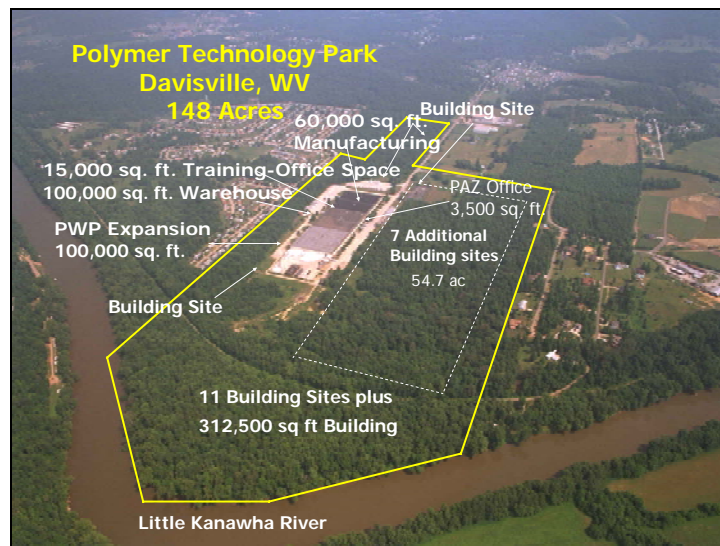 Polymer Technology Park
Davisville, WV
148 Acres
Building Site
60,000 sq. ft.
Manufacturing
15,000 sq. ft. Training-Office Space
100,000 sq. ft. Warehouse
PAZ Office
3,500 sq. ft.
PWP Expansion
100,000 sq. ft.
7 Additional
Building sites
54.7 ac
Building Site
11 Building Sites plus
312,500 sq ft Building
Little Kanawha River